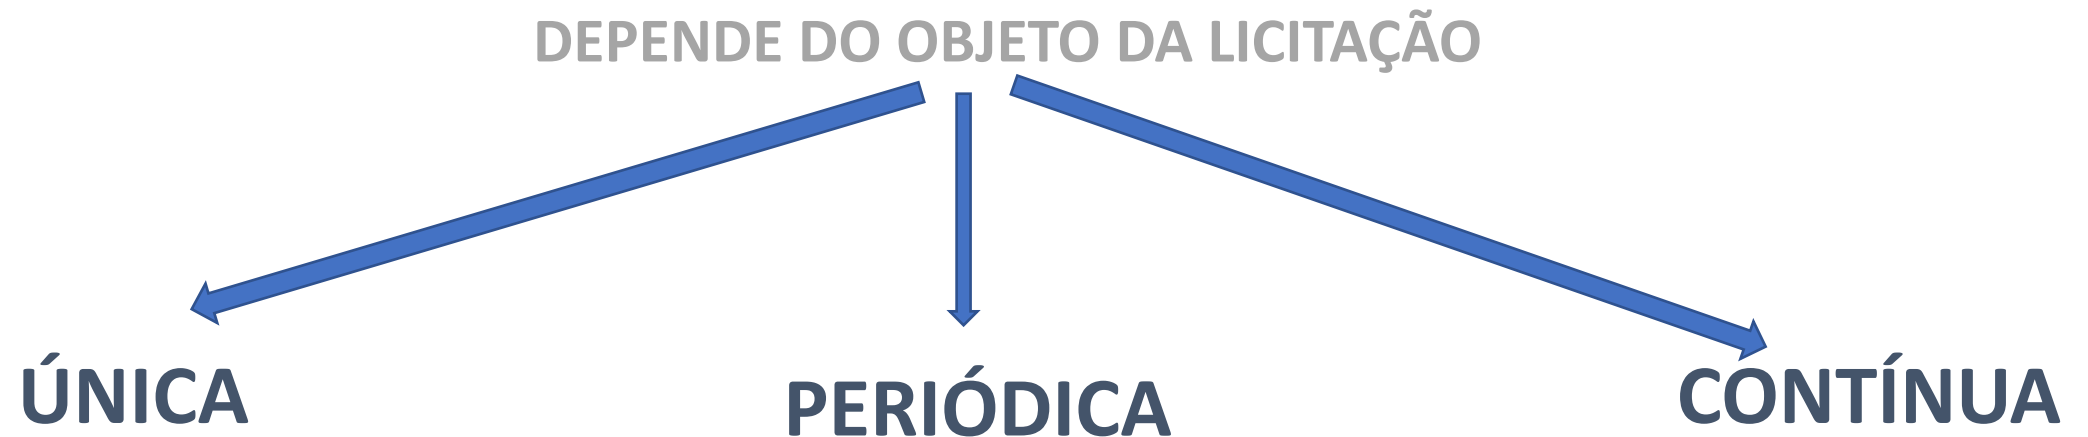 DEPENDE DO OBJETO DA LICITAÇÃO
ÚNICA
PERIÓDICA
CONTÍNUA